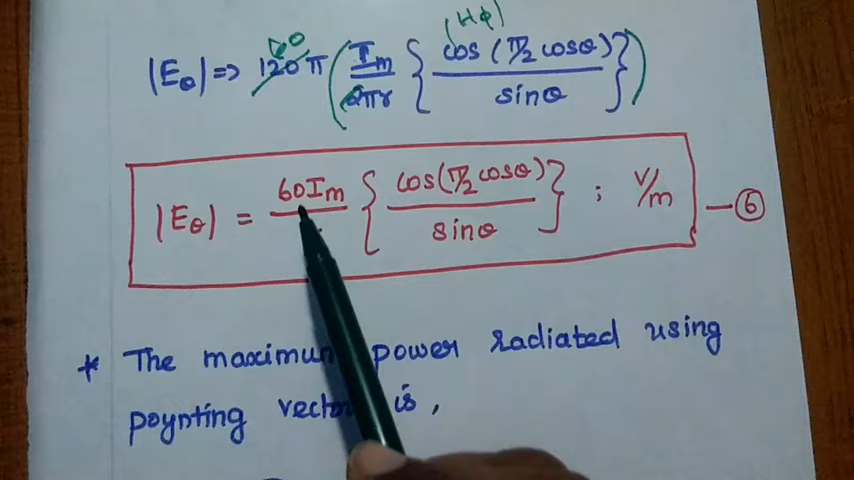 (Hϕ)
|Eθ| => 120π ( Im/2πr { cos (π/2 cosθ) / sinθ } )
|Eθ| = 60Im { cos(π/2 cosθ) / sinθ } ; V/m — ⑥
* The maximum power radiated using
poynting vector is,